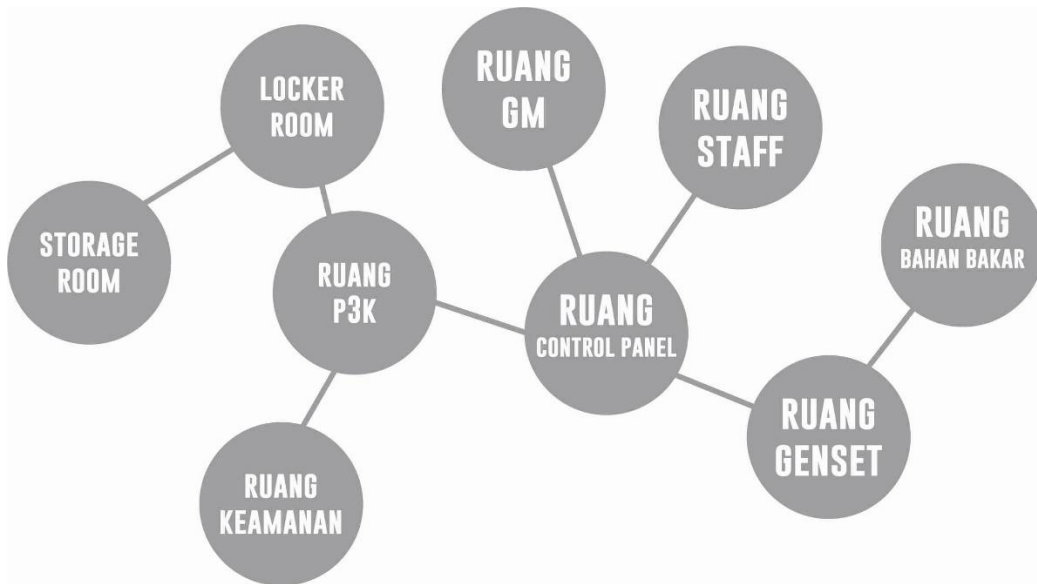 LOCKER
ROOM
RUANG
GM
RUANG
STAFF
STORAGE
ROOM
RUANG
P3K
RUANG
CONTROL PANEL
RUANG
BAHAN BAKAR
RUANG
KEAMANAN
RUANG
GENSET